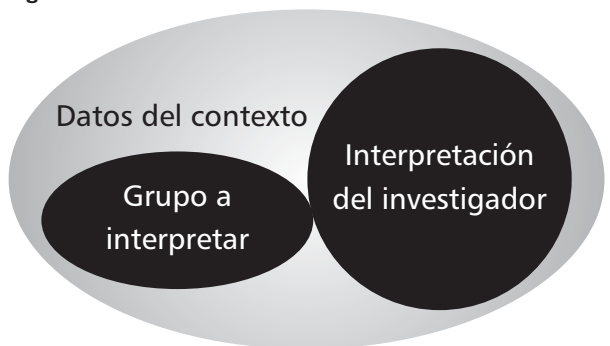 Datos del contexto
Grupo a
interpretar
Interpretación
del investigador